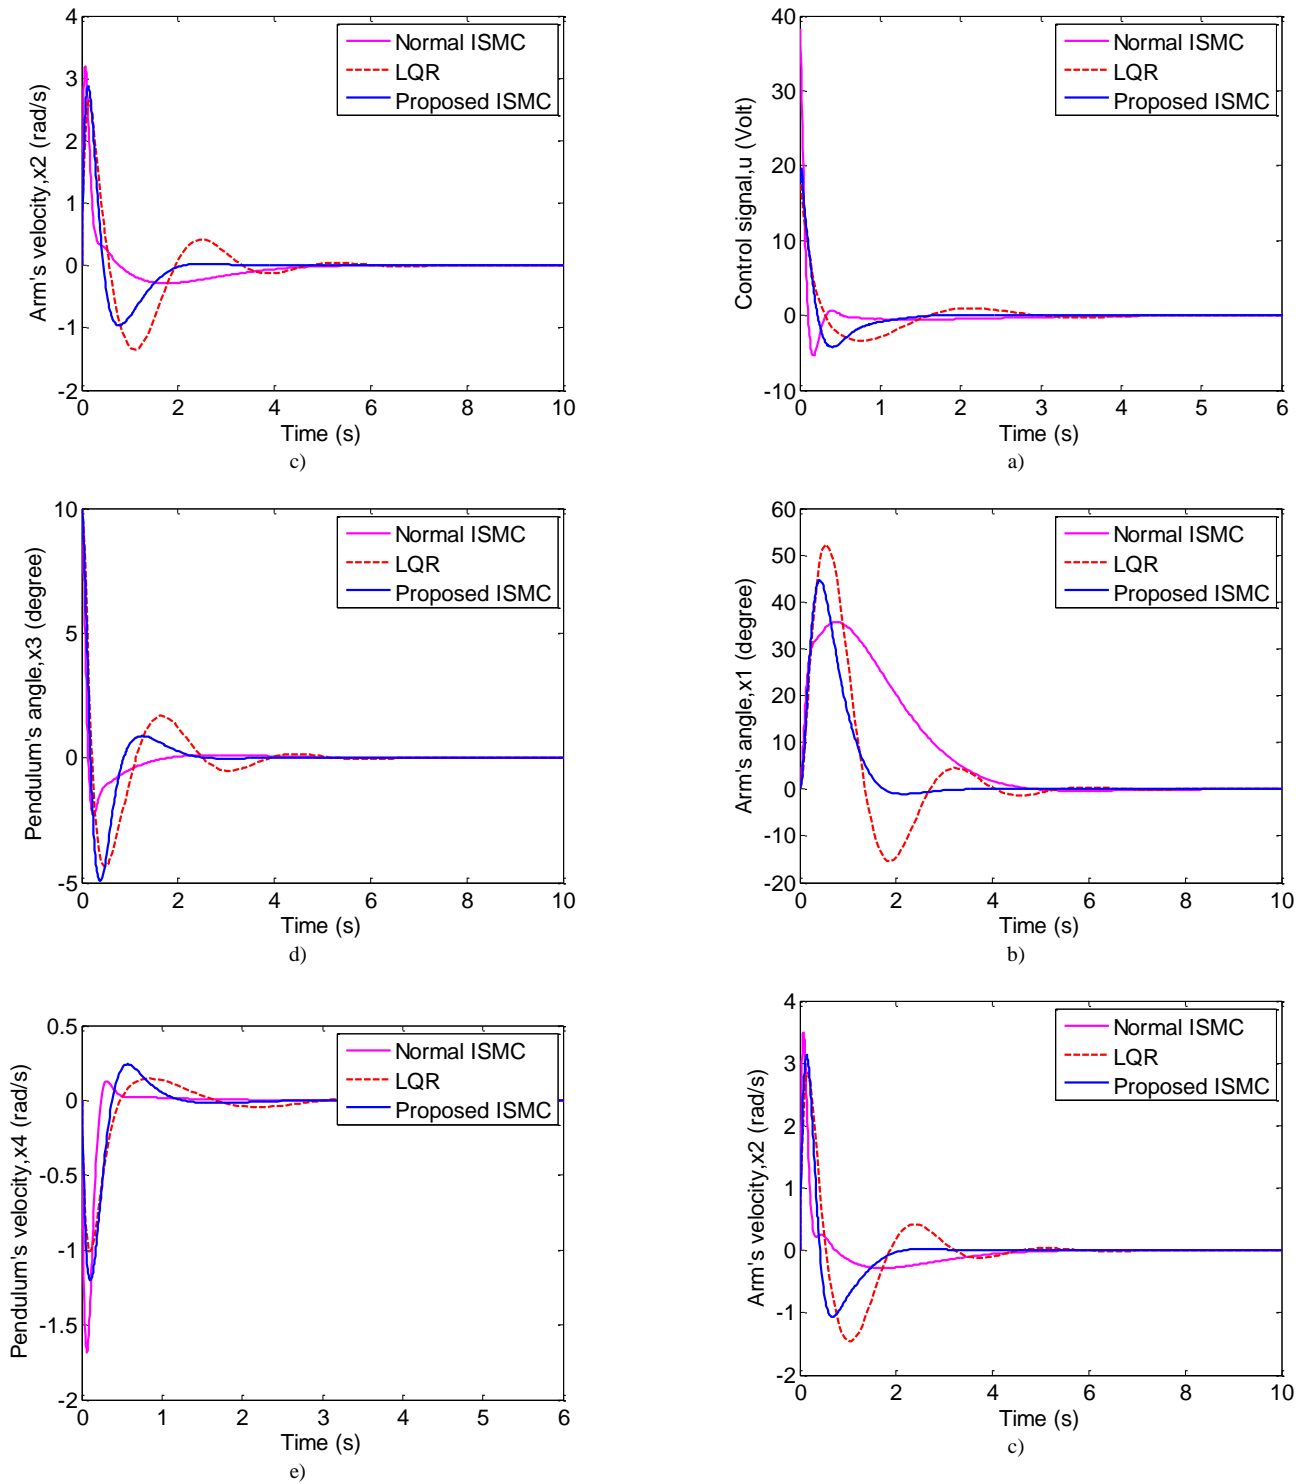 4
3
2
1
0
-1
-2
Arm's velocity,x2 (rad/s)
Normal ISMC
LQR
Proposed ISMC
0 2 4 6 8 10
Time (s)
c)
10
5
0
-5
Pendulum's angle,x3 (degree)
Normal ISMC
LQR
Proposed ISMC
0 2 4 6 8 10
Time (s)
d)
0.5
0
-0.5
-1
-1.5
-2
Pendulum's velocity,x4 (rad/s)
Normal ISMC
LQR
Proposed ISMC
0 1 2 3 4 5 6
Time (s)
e)
40
30
20
10
0
-10
Control signal,u (Volt)
Normal ISMC
LQR
Proposed ISMC
0 1 2 3 4 5 6
Time (s)
a)
60
50
40
30
20
10
0
-10
-20
Arm's angle,x1 (degree)
Normal ISMC
LQR
Proposed ISMC
0 2 4 6 8 10
Time (s)
b)
4
3
2
1
0
-1
-2
Arm's velocity,x2 (rad/s)
Normal ISMC
LQR
Proposed ISMC
0 2 4 6 8 10
Time (s)
c)